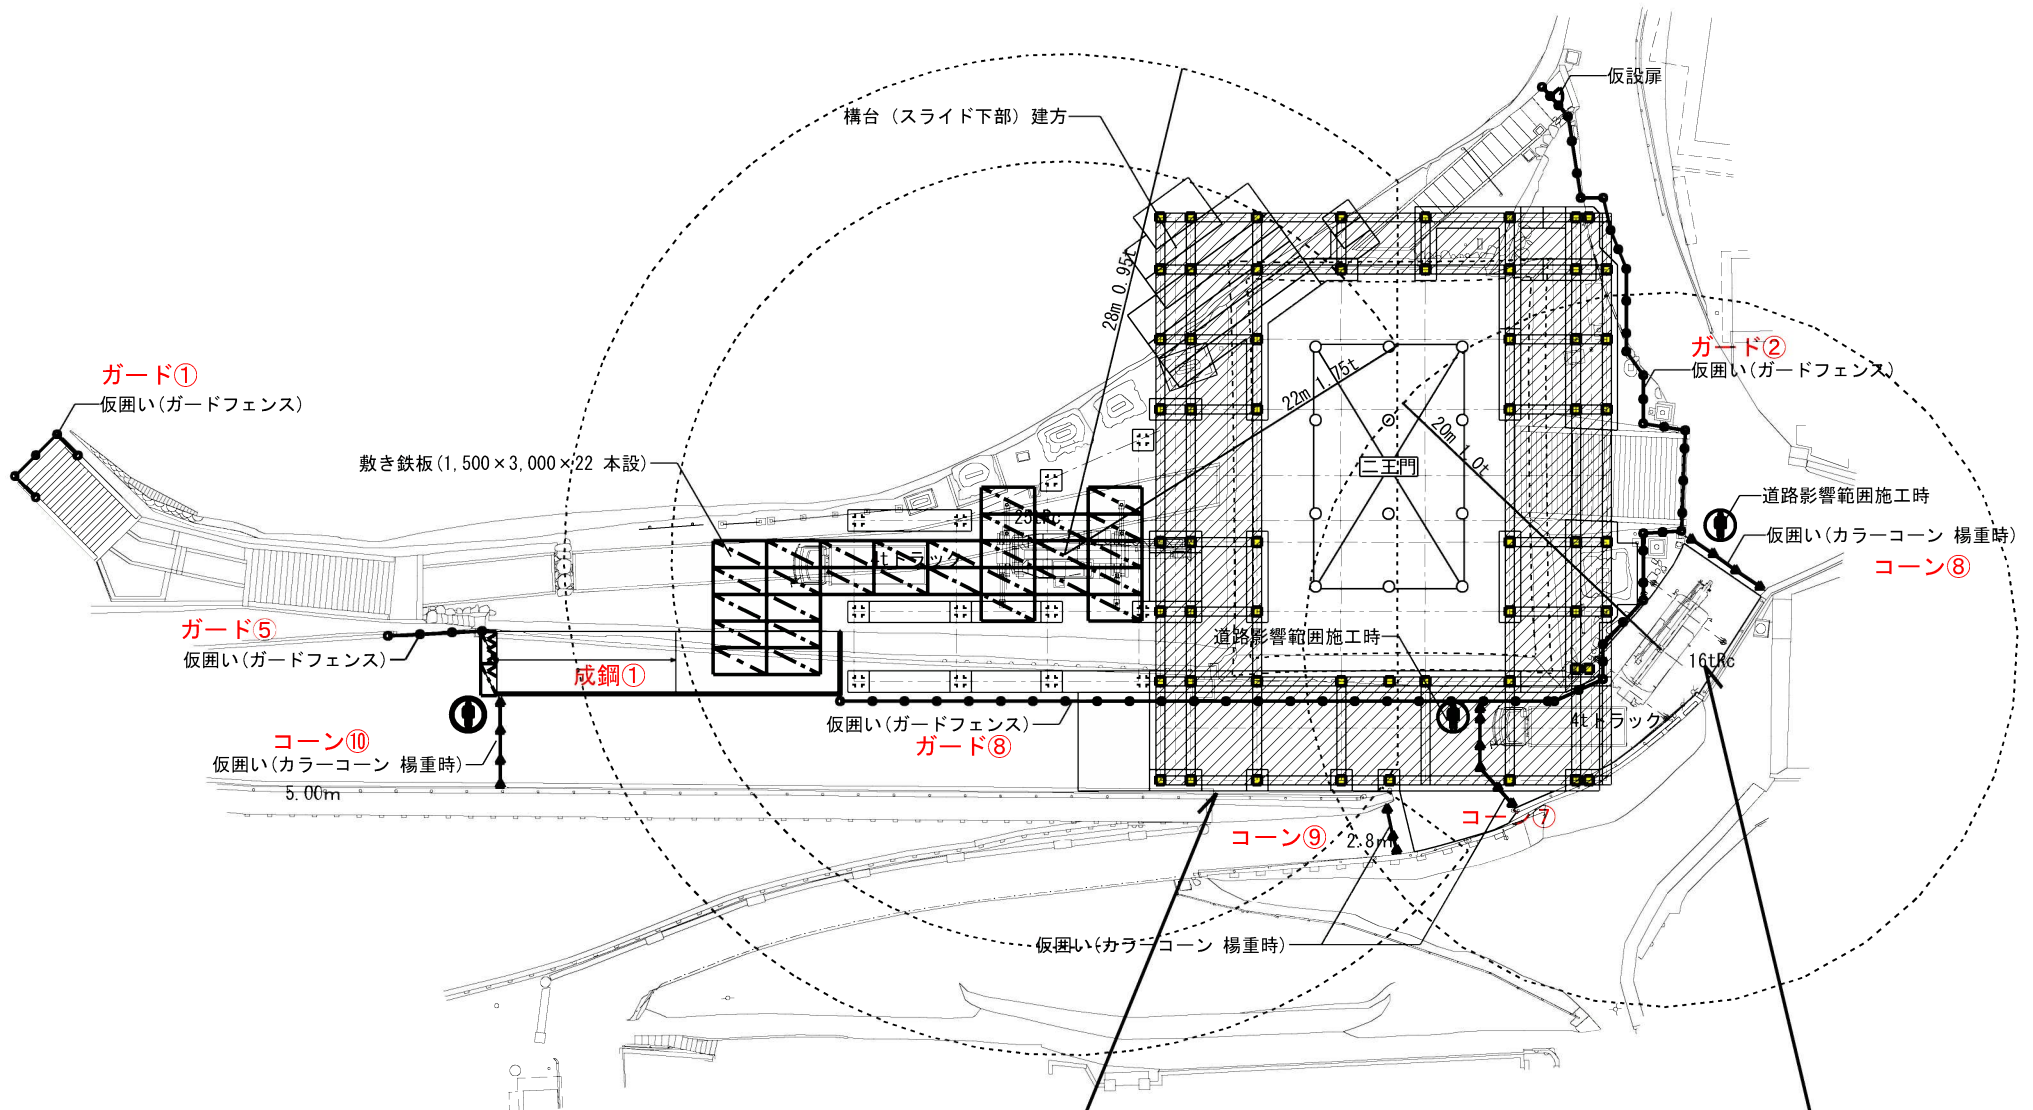 仮設扉
構台（スライド下部）建方
28m 0.95t
ガード②
仮囲い(ガードフェンス)
ガード①
仮囲い(ガードフェンス)
22m 1.75t
20m 1.0t
敷き鉄板(1,500×3,000×22 本設)
二王門
道路影響範囲施工時
25tRc
仮囲い(カラーコーン 楊重時)
4tトラック
コーン⑧
ガード⑤
道路影響範囲施工時
仮囲い(ガードフェンス)
16tRc
成鋼①
仮囲い(ガードフェンス)
4tトラック
コーン⑩
ガード⑧
仮囲い(カラーコーン 楊重時)
5.00m
コーン⑦
コーン⑨
2.8m
仮囲い(カラーコーン 楊重時)